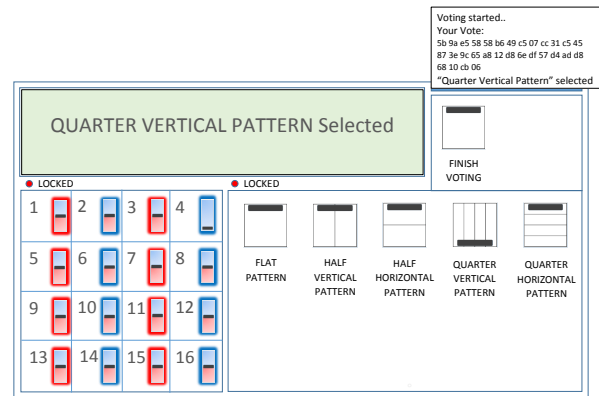 Voting started..
Your Vote:
5b 9a e5 58 58 b6 49 c5 07 cc 31 c5 45
87 3e 9c 65 a8 12 d8 6e df 57 d4 ad d8
68 10 cb 06
“Quarter Vertical Pattern” selected
QUARTER VERTICAL PATTERN Selected
FINISH
VOTING
LOCKED
LOCKED
1 2 3 4
5 6 7 8
9 10 11 12
13 14 15 16
FLAT
PATTERN
HALF
VERTICAL
PATTERN
HALF
HORIZONTAL
PATTERN
QUARTER
VERTICAL
PATTERN
QUARTER
HORIZONTAL
PATTERN